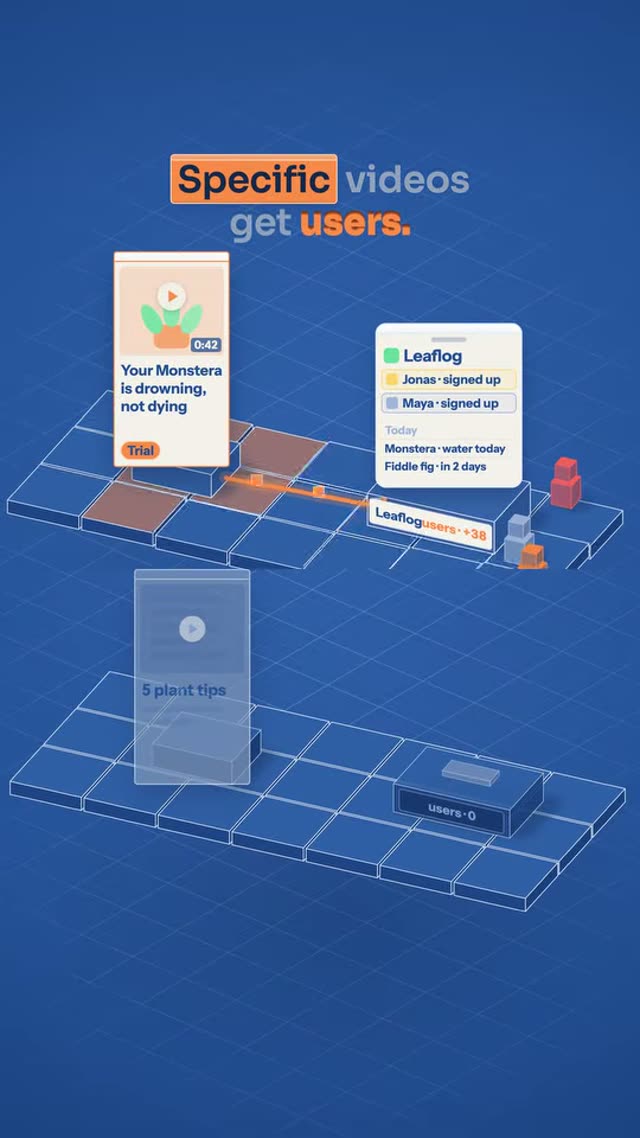 Specific videos
get users.
0:42
Your Monstera
is drowning,
not dying
Trial
Leaflog
Jonas · signed up
Maya · signed up
Today
Monstera · water today
Fiddle fig · in 2 days
Leaflog users · +38
5 plant tips
users · 0